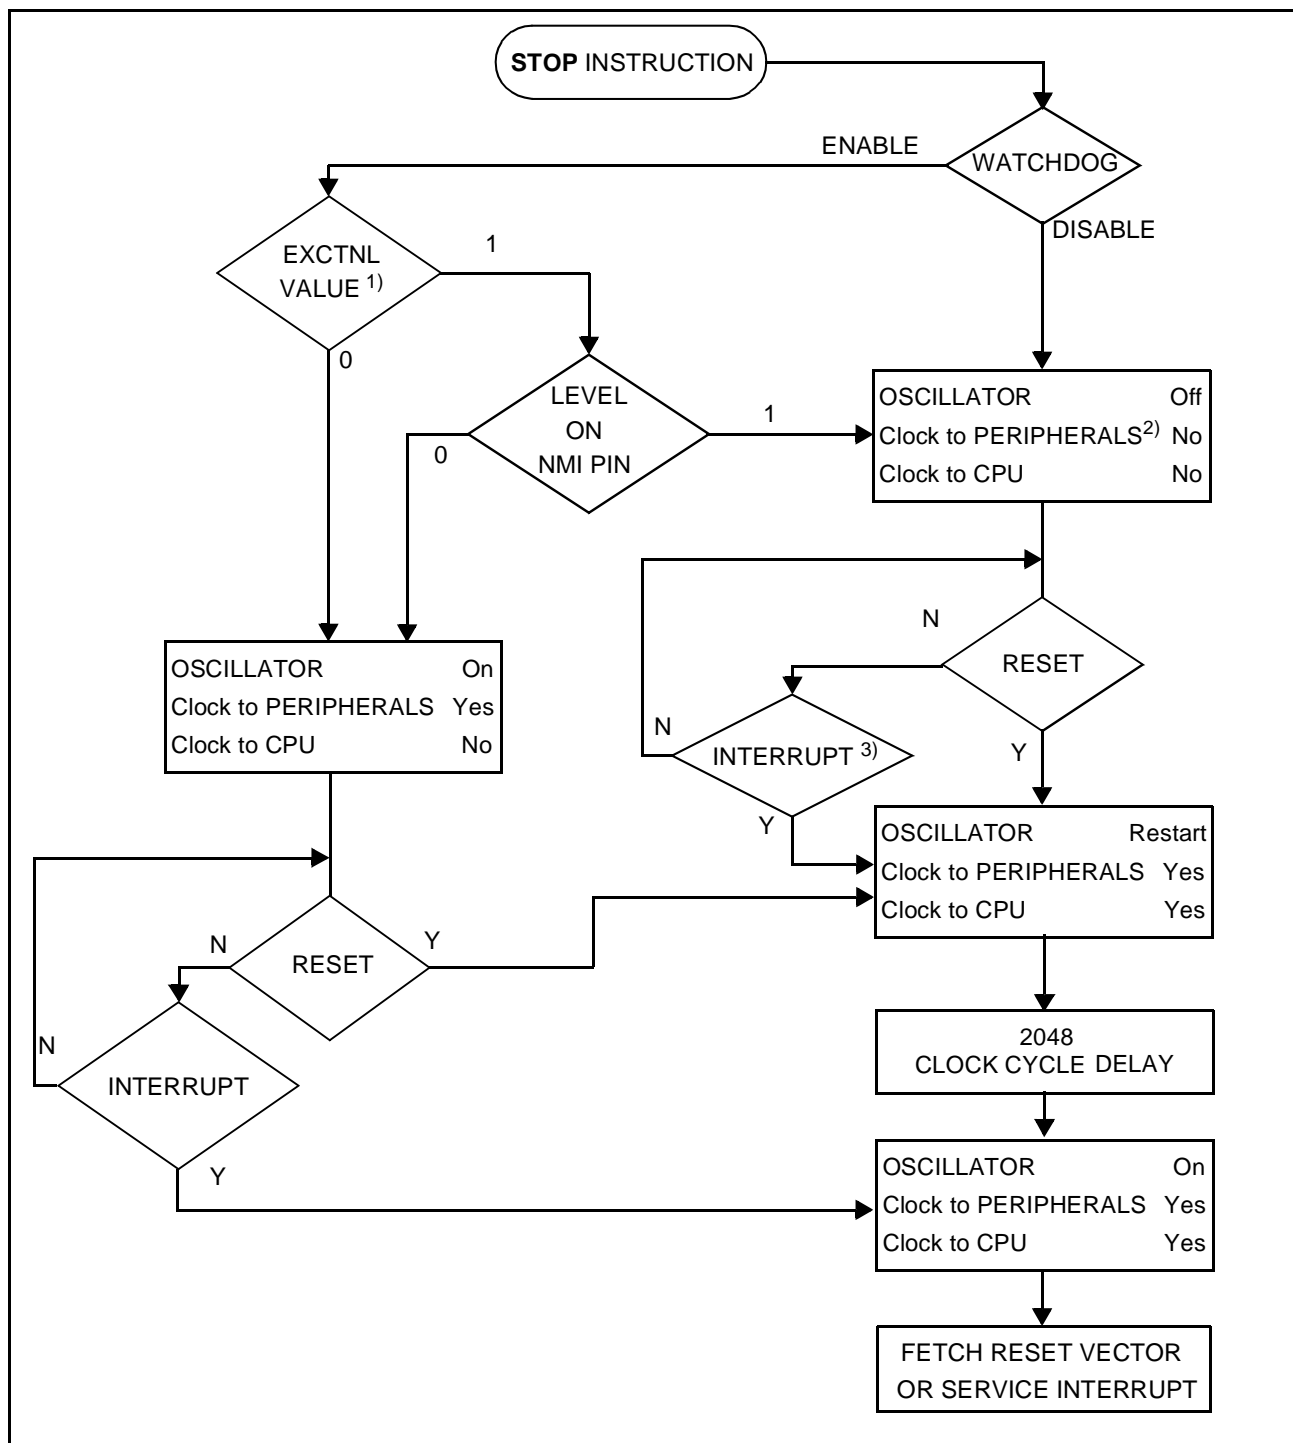 STOP INSTRUCTION
ENABLE
WATCHDOG
DISABLE
EXCTNL
VALUE 1)
1
0
LEVEL
ON
NMI PIN
1
0
OSCILLATOR Off
Clock to PERIPHERALS2) No
Clock to CPU No
N
RESET
Y
OSCILLATOR On
Clock to PERIPHERALS Yes
Clock to CPU No
N
INTERRUPT 3)
Y
OSCILLATOR Restart
Clock to PERIPHERALS Yes
Clock to CPU Yes
N
RESET
Y
N
INTERRUPT
Y
2048
CLOCK CYCLE DELAY
OSCILLATOR On
Clock to PERIPHERALS Yes
Clock to CPU Yes
FETCH RESET VECTOR
OR SERVICE INTERRUPT